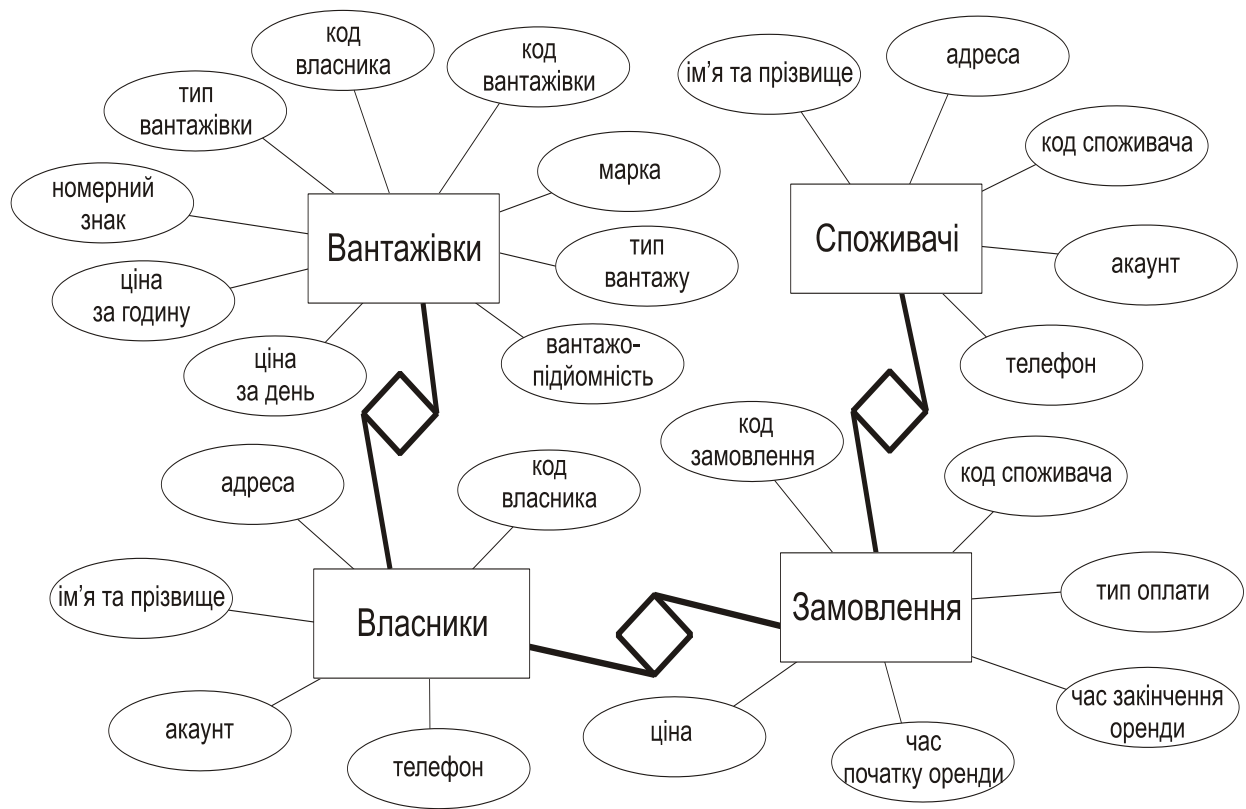 код
власника
код
вантажівки
тип
вантажівки
марка
номерний
знак
Вантажівки
тип
вантажу
ціна
за годину
ціна
за день
вантажо-
підйомність
ім’я та прізвище
адреса
код споживача
Споживачі
акаунт
телефон
адреса
код
власника
ім’я та прізвище
Власники
акаунт
телефон
код
замовлення
код споживача
Замовлення
тип оплати
час закінчення
оренди
ціна
час
початку оренди